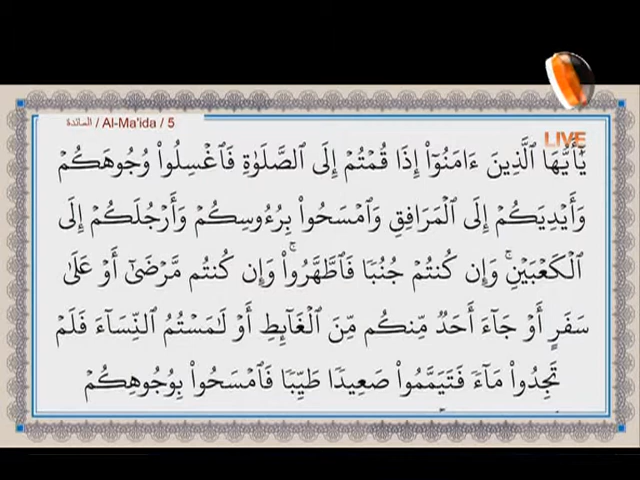 المائدة / Al-Ma'ida / 5
LIVE
يَٰٓأَيُّهَا ٱلَّذِينَ ءَامَنُوٓاْ إِذَا قُمۡتُمۡ إِلَى ٱلصَّلَوٰةِ فَٱغۡسِلُواْ وُجُوهَكُمۡ
وَأَيۡدِيَكُمۡ إِلَى ٱلۡمَرَافِقِ وَٱمۡسَحُواْ بِرُءُوسِكُمۡ وَأَرۡجُلَكُمۡ إِلَى
ٱلۡكَعۡبَيۡنِۚ وَإِن كُنتُمۡ جُنُبٗا فَٱطَّهَّرُواْۚ وَإِن كُنتُم مَّرۡضَىٰٓ أَوۡ عَلَىٰ
سَفَرٍ أَوۡ جَآءَ أَحَدٞ مِّنكُم مِّنَ ٱلۡغَآئِطِ أَوۡ لَٰمَسۡتُمُ ٱلنِّسَآءَ فَلَمۡ
تَجِدُواْ مَآءٗ فَتَيَمَّمُواْ صَعِيدٗا طَيِّبٗا فَٱمۡسَحُواْ بِوُجُوهِكُمۡ